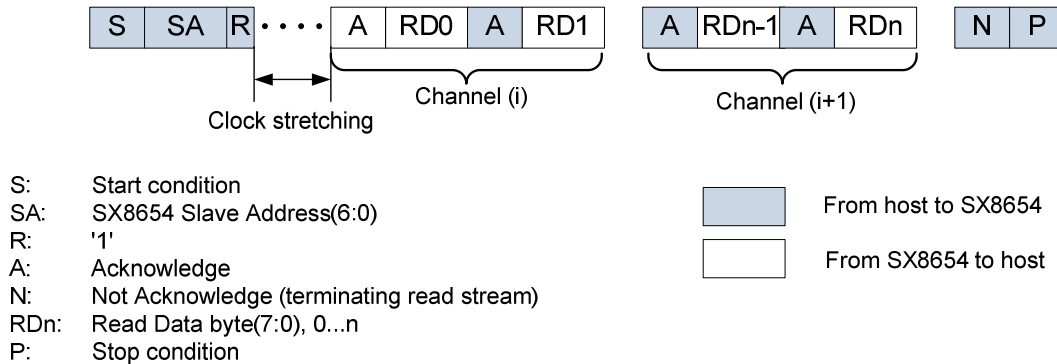 S SA R A RD0 A RD1 A RDn-1 A RDn N P
Channel (i) Channel (i+1)
Clock stretching
S: Start condition
SA: SX8654 Slave Address(6:0)
R: '1'
A: Acknowledge
N: Not Acknowledge (terminating read stream)
RDn: Read Data byte(7:0), 0...n
P: Stop condition
From host to SX8654
From SX8654 to host